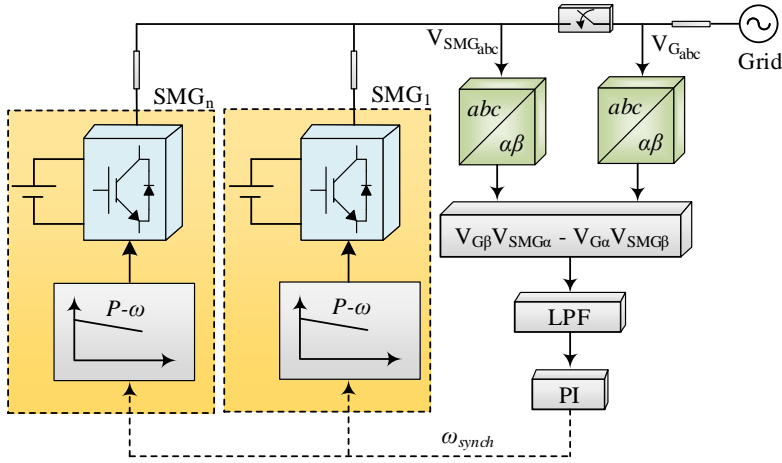 V_SMG_abc
V_G_abc
Grid
SMG_n
SMG_1
abc
αβ
abc
αβ
V_Gβ V_SMGα - V_Gα V_SMGβ
P-ω
P-ω
LPF
PI
ω_synch